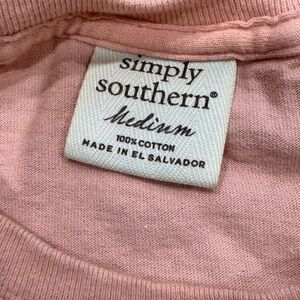 simply
southern®
Medium
100% COTTON
MADE IN EL SALVADOR